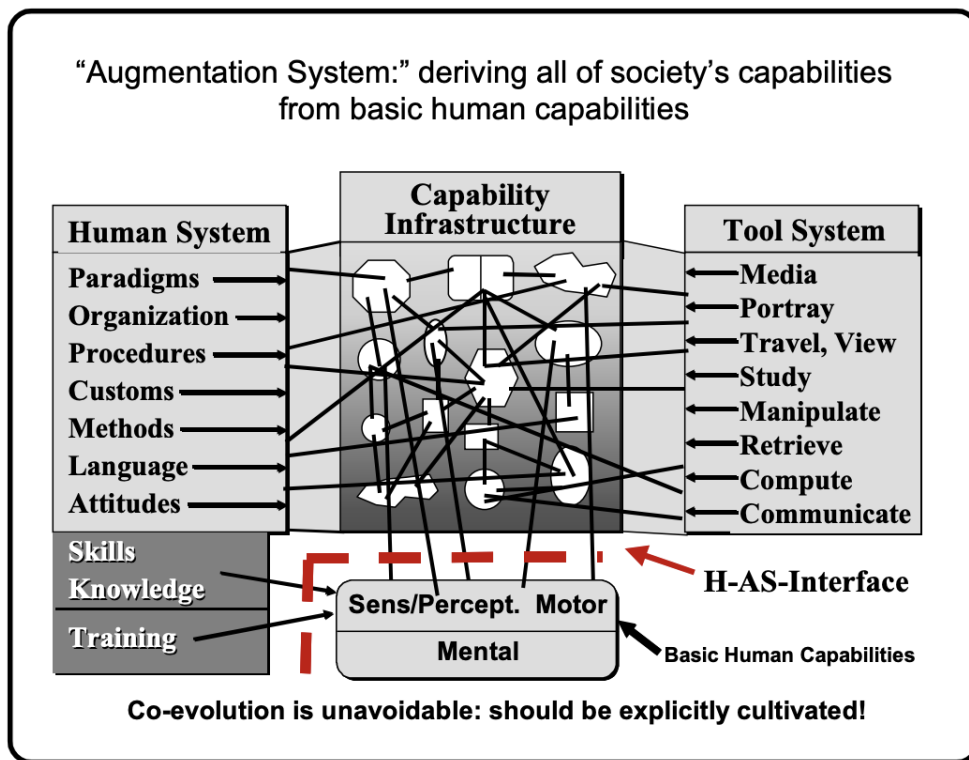 “Augmentation System:” deriving all of society’s capabilities
from basic human capabilities
Capability
Infrastructure
Human System
Paradigms
Organization
Procedures
Customs
Methods
Language
Attitudes
Skills
Knowledge
Training
Tool System
Media
Portray
Travel, View
Study
Manipulate
Retrieve
Compute
Communicate
H-AS-Interface
Sens/Percept. Motor
Mental
Basic Human Capabilities
Co-evolution is unavoidable: should be explicitly cultivated!